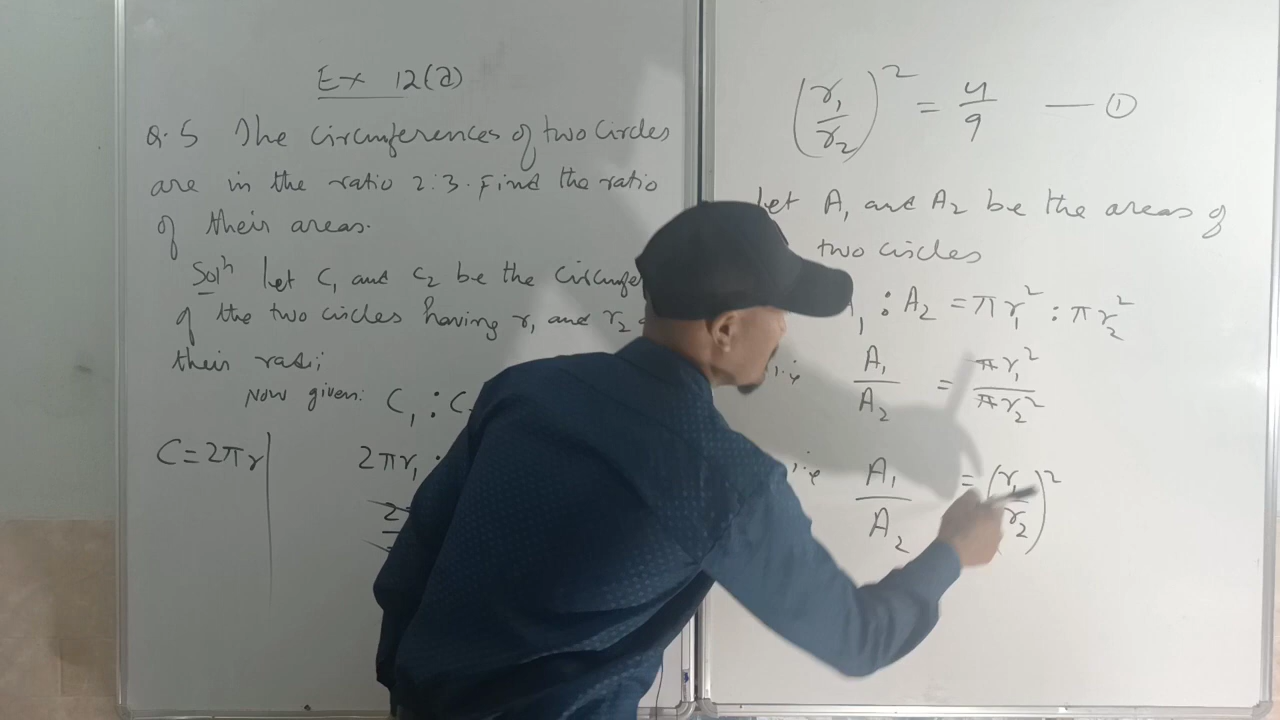 Ex 12(a)
Q.5 The circumferences of two circles
are in the ratio 2:3. Find the ratio
of their areas.
Solⁿ Let C₁ and C₂ be the
of the two circles having r₁ and r₂
their radii
Now given: C₁ : C
C = 2πr
2πr₁ :
2
(r₁/r₂)² = 4/9 — ①
Let A₁ and A₂ be the areas of
two circles
A₁ : A₂ = πr₁² : πr₂²
i.e A₁/A₂ = πr₁²/πr₂²
i.e A₁/A₂ = (r₁/r₂)²